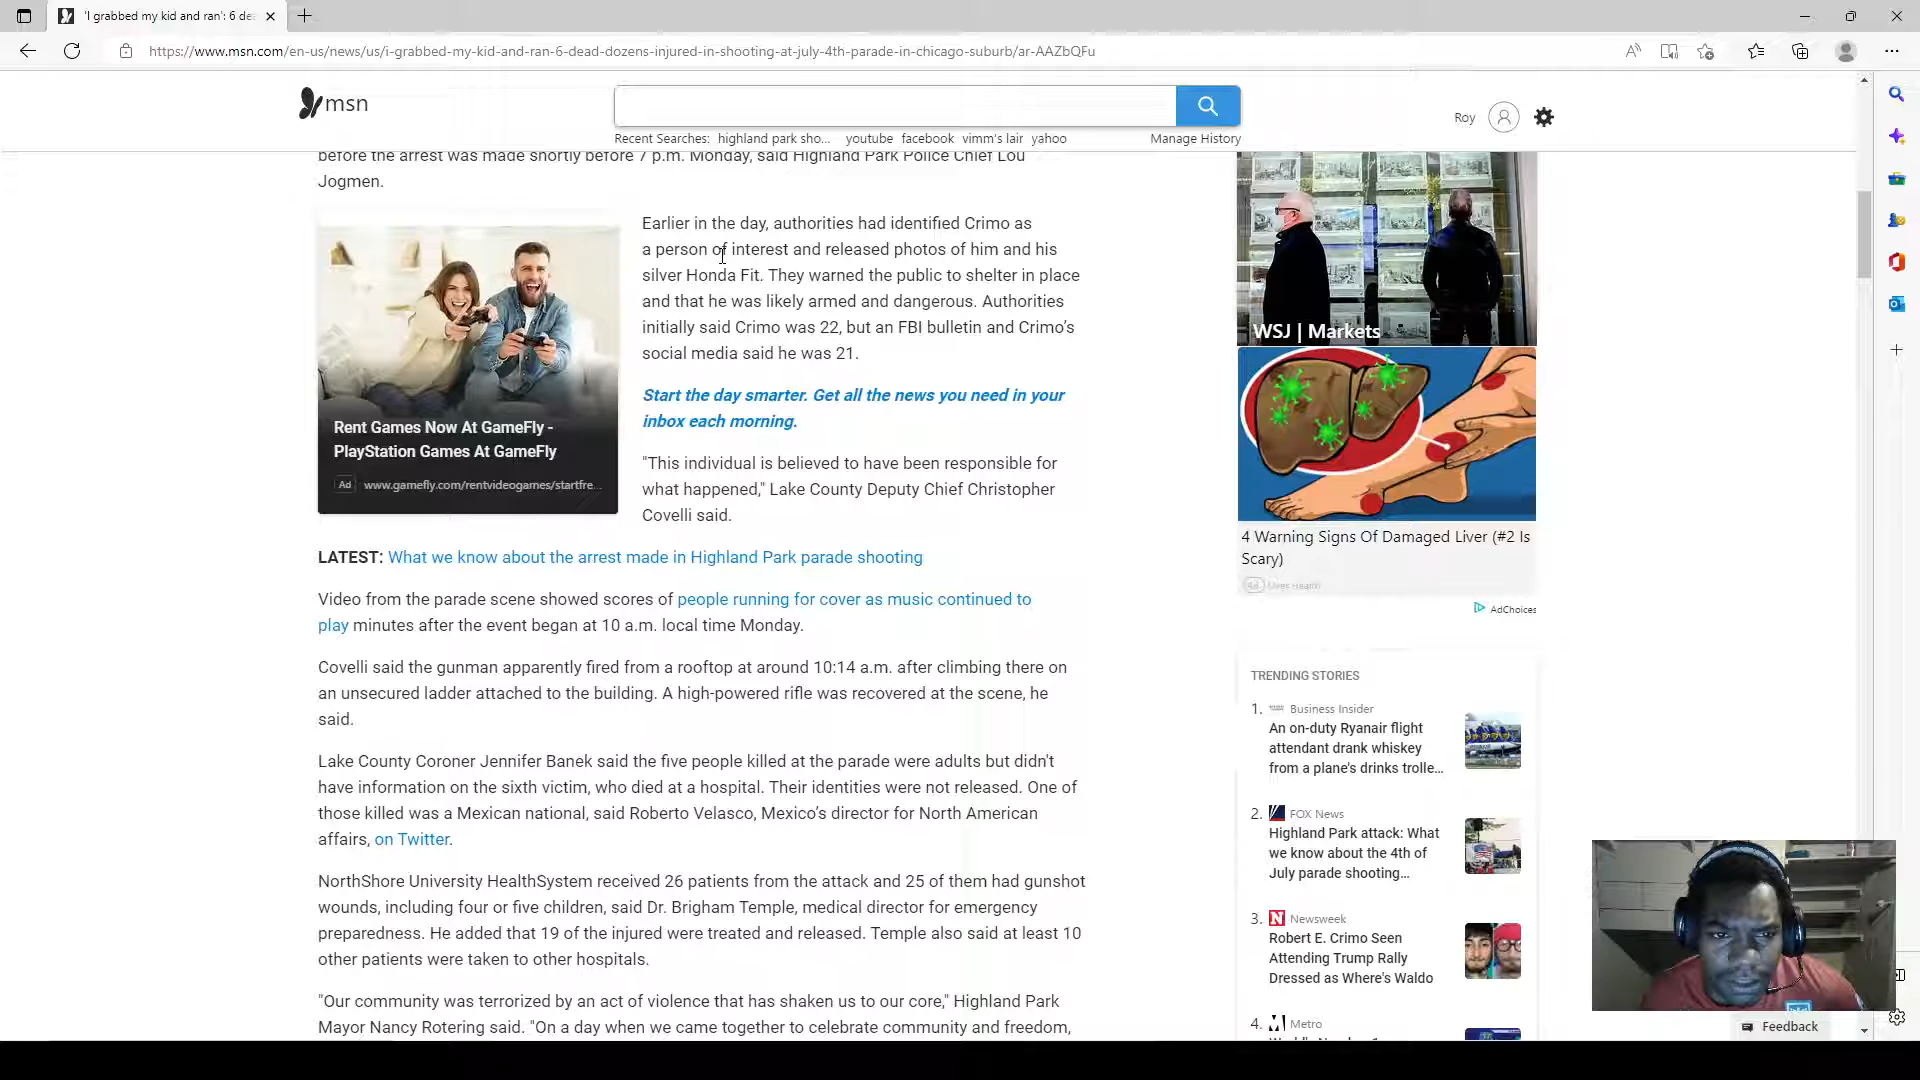 'I grabbed my kid and ran': 6 dea
https://www.msn.com/en-us/news/us/i-grabbed-my-kid-and-ran-6-dead-dozens-injured-in-shooting-at-july-4th-parade-in-chicago-suburb/ar-AAZbQFu
msn
Roy
Recent Searches: highland park sho... youtube facebook vimm's lair yahoo Manage History
before the arrest was made shortly before 7 p.m. Monday, said Highland Park Police Chief Lou
Jogmen.
Earlier in the day, authorities had identified Crimo as
a person of interest and released photos of him and his
silver Honda Fit. They warned the public to shelter in place
and that he was likely armed and dangerous. Authorities
initially said Crimo was 22, but an FBI bulletin and Crimo's
social media said he was 21.
Rent Games Now At GameFly -
PlayStation Games At GameFly
Ad www.gamefly.com/rentvideogames/startfre...
Start the day smarter. Get all the news you need in your
inbox each morning.
"This individual is believed to have been responsible for
what happened," Lake County Deputy Chief Christopher
Covelli said.
LATEST: What we know about the arrest made in Highland Park parade shooting
Video from the parade scene showed scores of people running for cover as music continued to
play minutes after the event began at 10 a.m. local time Monday.
Covelli said the gunman apparently fired from a rooftop at around 10:14 a.m. after climbing there on
an unsecured ladder attached to the building. A high-powered rifle was recovered at the scene, he
said.
Lake County Coroner Jennifer Banek said the five people killed at the parade were adults but didn't
have information on the sixth victim, who died at a hospital. Their identities were not released. One of
those killed was a Mexican national, said Roberto Velasco, Mexico's director for North American
affairs, on Twitter.
NorthShore University HealthSystem received 26 patients from the attack and 25 of them had gunshot
wounds, including four or five children, said Dr. Brigham Temple, medical director for emergency
preparedness. He added that 19 of the injured were treated and released. Temple also said at least 10
other patients were taken to other hospitals.
"Our community was terrorized by an act of violence that has shaken us to our core," Highland Park
Mayor Nancy Rotering said. "On a day when we came together to celebrate community and freedom,
WSJ | Markets
4 Warning Signs Of Damaged Liver (#2 Is
Scary)
Ad
AdChoices
TRENDING STORIES
1. Business Insider
An on-duty Ryanair flight
attendant drank whiskey
from a plane's drinks trolle...
2. FOX News
Highland Park attack: What
we know about the 4th of
July parade shooting...
3. Newsweek
Robert E. Crimo Seen
Attending Trump Rally
Dressed as Where's Waldo
4. Metro
Feedback